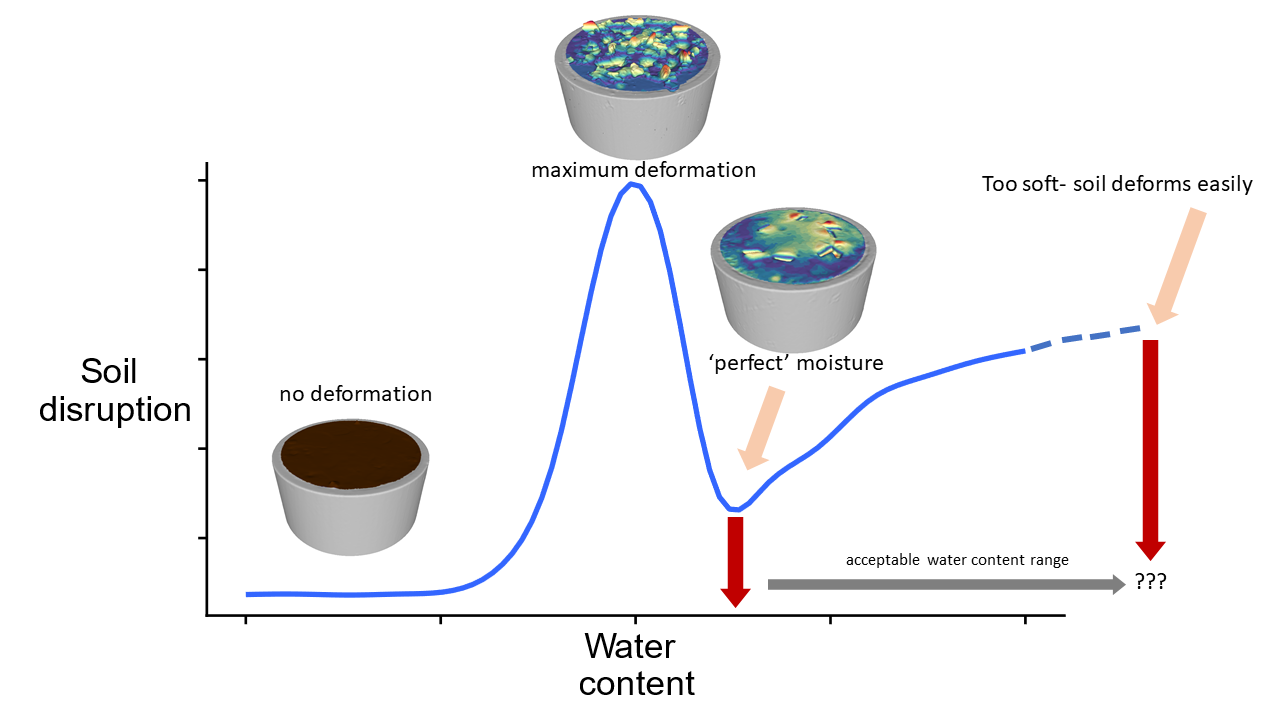 maximum deformation
Too soft- soil deforms easily
'perfect' moisture
Soil
disruption
no deformation
acceptable water content range
???
Water
content